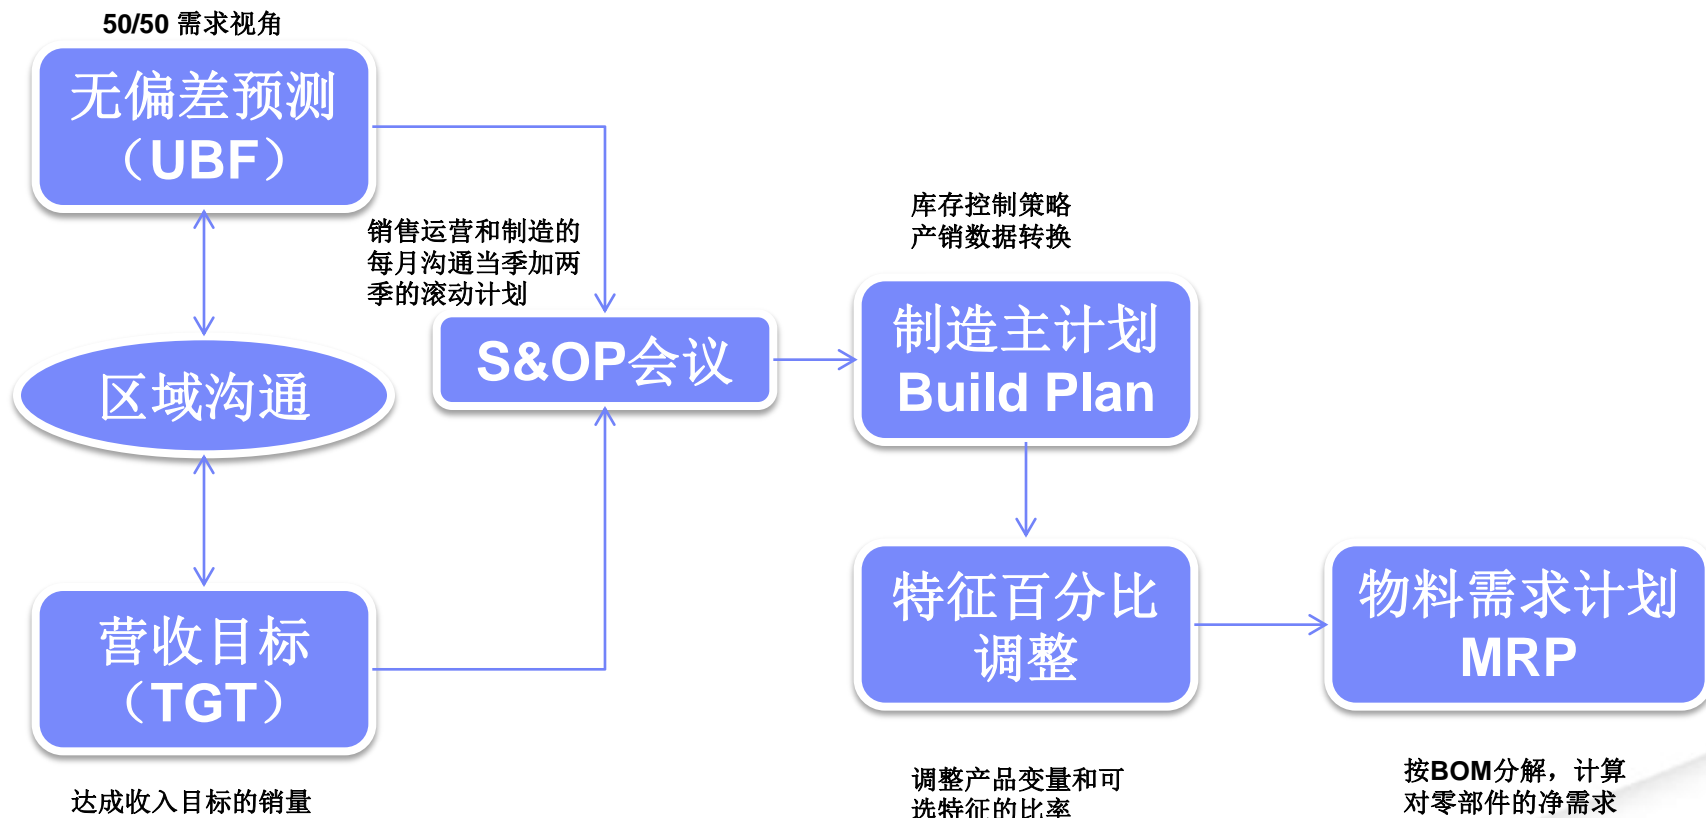 50/50 需求视角
无偏差预测
（UBF）
销售运营和制造的
每月沟通当季加两
季的滚动计划
区域沟通
S&OP会议
营收目标
（TGT）
达成收入目标的销量
库存控制策略
产销数据转换
制造主计划
Build Plan
特征百分比
调整
调整产品变量和可
选特征的比率
物料需求计划
MRP
按BOM分解，计算
对零部件的净需求